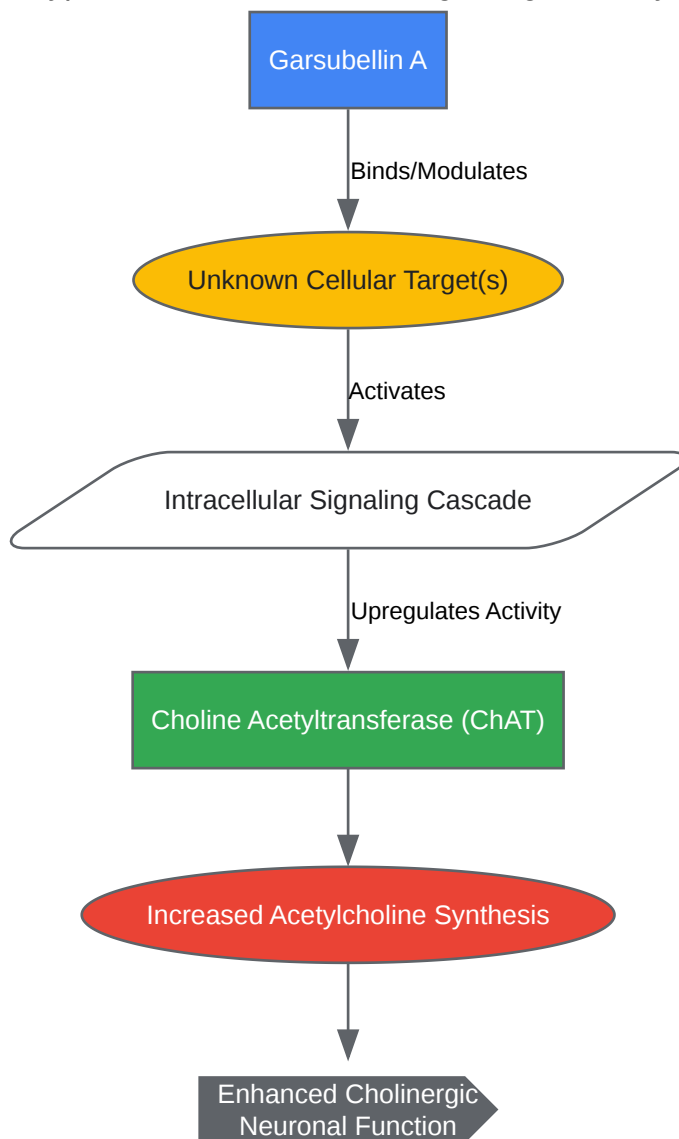 Garsubellin A
Binds/Modulates
Unknown Cellular Target(s)
Activates
Intracellular Signaling Cascade
Upregulates Activity
Choline Acetyltransferase (ChAT)
Increased Acetylcholine Synthesis
Enhanced Cholinergic
Neuronal Function